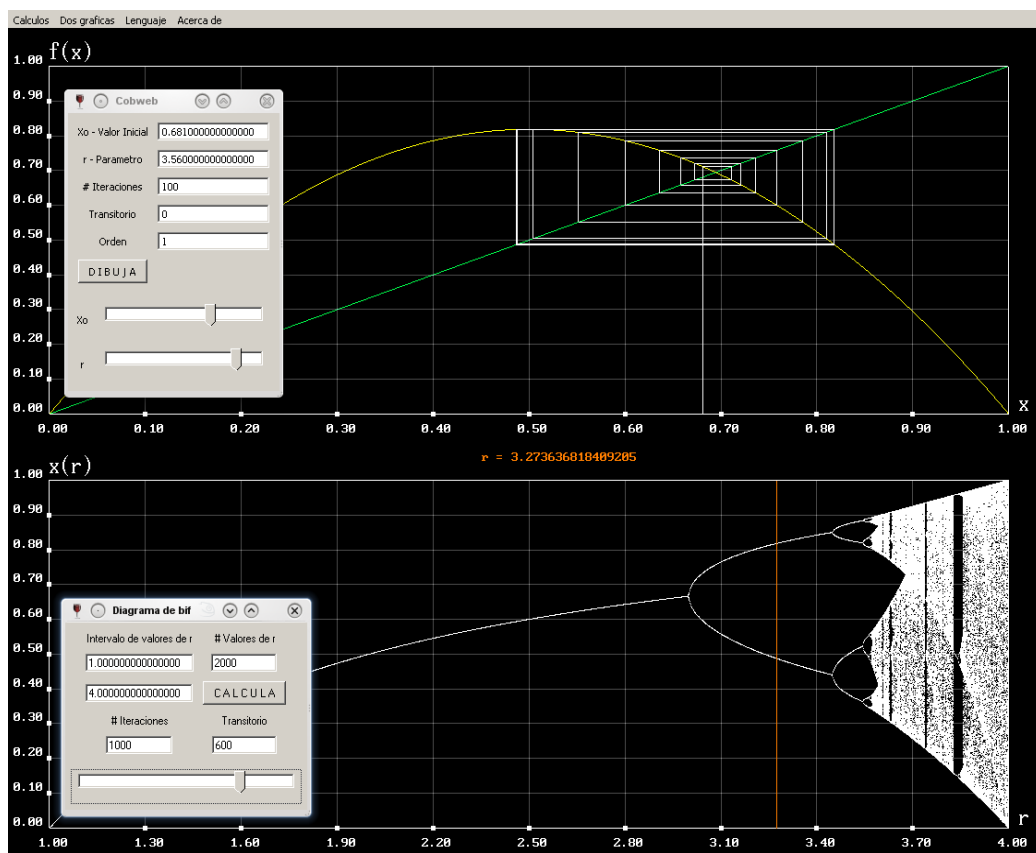 Calculos Dos graficas Lenguaje Acerca de
f(x)
1.00
0.90
0.80
0.70
0.60
0.50
0.40
0.30
0.20
0.10
0.00
Cobweb
Xo - Valor Inicial 0.681000000000000
r - Parametro 3.560000000000000
# Iteraciones 100
Transitorio 0
Orden 1
DIBUJA
Xo
r
x
0.00 0.10 0.20 0.30 0.40 0.50 0.60 0.70 0.80 0.90 1.00
r = 3.273636818409205
x(r)
1.00
0.90
0.80
0.70
0.60
0.50
0.40
0.30
0.20
0.10
0.00
Diagrama de bif
Intervalo de valores de r # Valores de r
1.000000000000000 2000
4.000000000000000 CALCULA
# Iteraciones Transitorio
1000 600
r
1.00 1.30 1.60 1.90 2.20 2.50 2.80 3.10 3.40 3.70 4.00